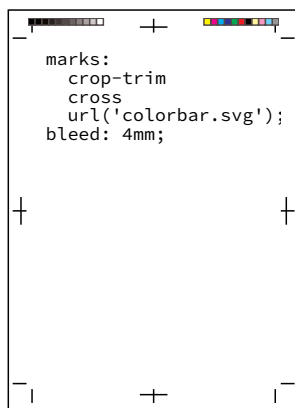 marks:
  crop-trim
  cross
  url('colorbar.svg');
bleed: 4mm;